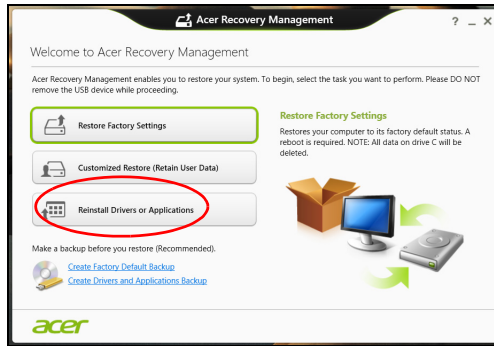 Acer Recovery Management
? _ X
Welcome to Acer Recovery Management
Acer Recovery Management enables you to restore your system. To begin, select the task you want to perform. Please DO NOT
remove the USB device while proceeding.
Restore Factory Settings
Customized Restore (Retain User Data)
Reinstall Drivers or Applications
Restore Factory Settings
Restores your computer to its factory default status. A
reboot is required. NOTE: All data on drive C will be
deleted.
Make a backup before you restore (Recommended).
Create Factory Default Backup
Create Drivers and Applications Backup
acer